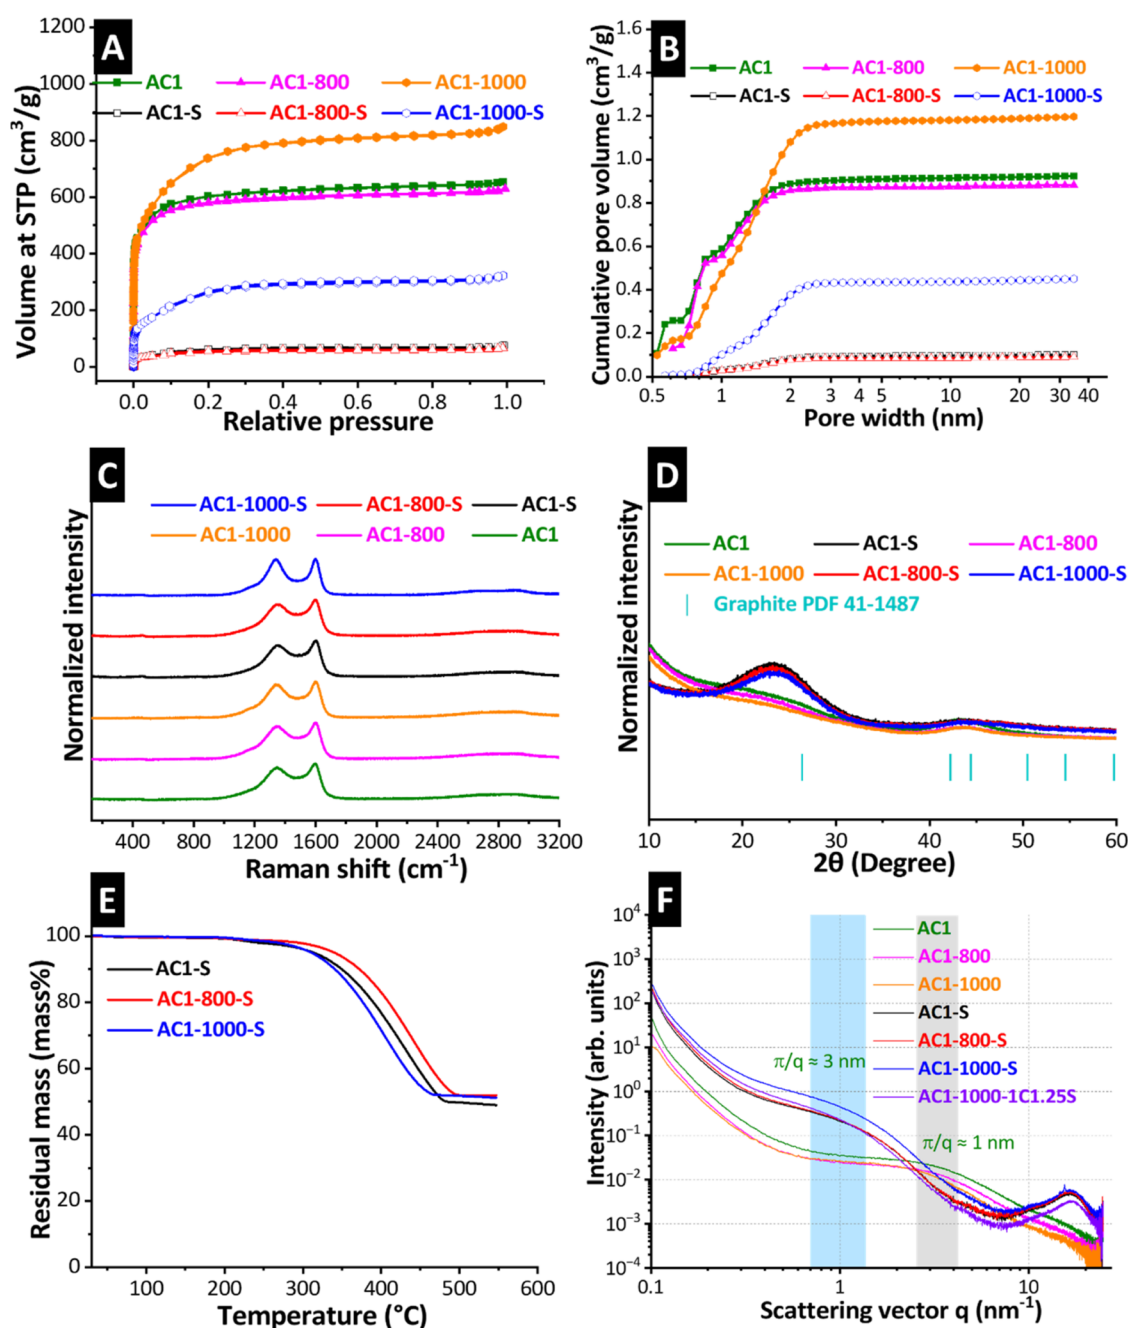 A
Volume at STP (cm³/g)
1200
1000
800
600
400
200
0
AC1 AC1-800 AC1-1000
AC1-S AC1-800-S AC1-1000-S
0.0 0.2 0.4 0.6 0.8 1.0
Relative pressure
B
Cumulative pore volume (cm³/g)
1.6
1.4
1.2
1.0
0.8
0.6
0.4
0.2
0.0
AC1 AC1-800 AC1-1000
AC1-S AC1-800-S AC1-1000-S
0.5 1 2 3 4 5 10 20 30 40
Pore width (nm)
C
Normalized intensity
AC1-1000-S AC1-800-S AC1-S
AC1-1000 AC1-800 AC1
400 800 1200 1600 2000 2400 2800 3200
Raman shift (cm⁻¹)
D
Normalized intensity
AC1 AC1-S AC1-800
AC1-1000 AC1-800-S AC1-1000-S
Graphite PDF 41-1487
10 20 30 40 50 60
2θ (Degree)
E
Residual mass (mass%)
100
80
60
40
20
0
AC1-S
AC1-800-S
AC1-1000-S
100 200 300 400 500 600
Temperature (°C)
F
Intensity (arb. units)
10⁴
10³
10²
10¹
10⁰
10⁻¹
10⁻²
10⁻³
10⁻⁴
AC1
AC1-800
AC1-1000
AC1-S
AC1-800-S
AC1-1000-S
AC1-1000-1C1.25S
π/q ≈ 3 nm
π/q ≈ 1 nm
0.1 1 10
Scattering vector q (nm⁻¹)